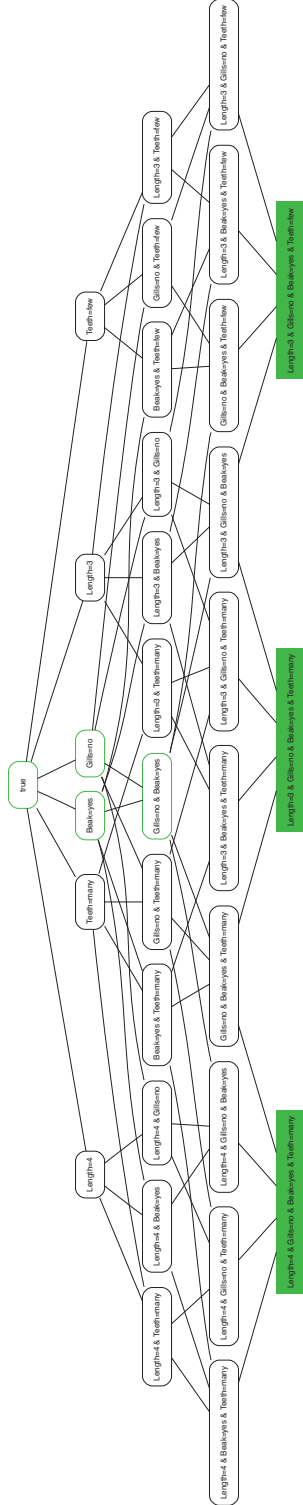 true
Length=4
Teeth=many
Beak=yes
Gills=no
Length=3
Teeth=few
Length=4 & Teeth=many
Length=4 & Beak=yes
Length=4 & Gills=no
Beak=yes & Teeth=many
Gills=no & Teeth=many
Gills=no & Beak=yes
Length=3 & Teeth=many
Length=3 & Beak=yes
Length=3 & Gills=no
Beak=yes & Teeth=few
Gills=no & Teeth=few
Length=3 & Teeth=few
Length=4 & Beak=yes & Teeth=many
Length=4 & Gills=no & Teeth=many
Length=4 & Gills=no & Beak=yes
Gills=no & Beak=yes & Teeth=many
Length=3 & Beak=yes & Teeth=many
Length=3 & Gills=no & Teeth=many
Length=3 & Gills=no & Beak=yes
Gills=no & Beak=yes & Teeth=few
Length=3 & Beak=yes & Teeth=few
Length=3 & Gills=no & Teeth=few
Length=4 & Gills=no & Beak=yes & Teeth=many
Length=3 & Gills=no & Beak=yes & Teeth=many
Length=3 & Gills=no & Beak=yes & Teeth=few